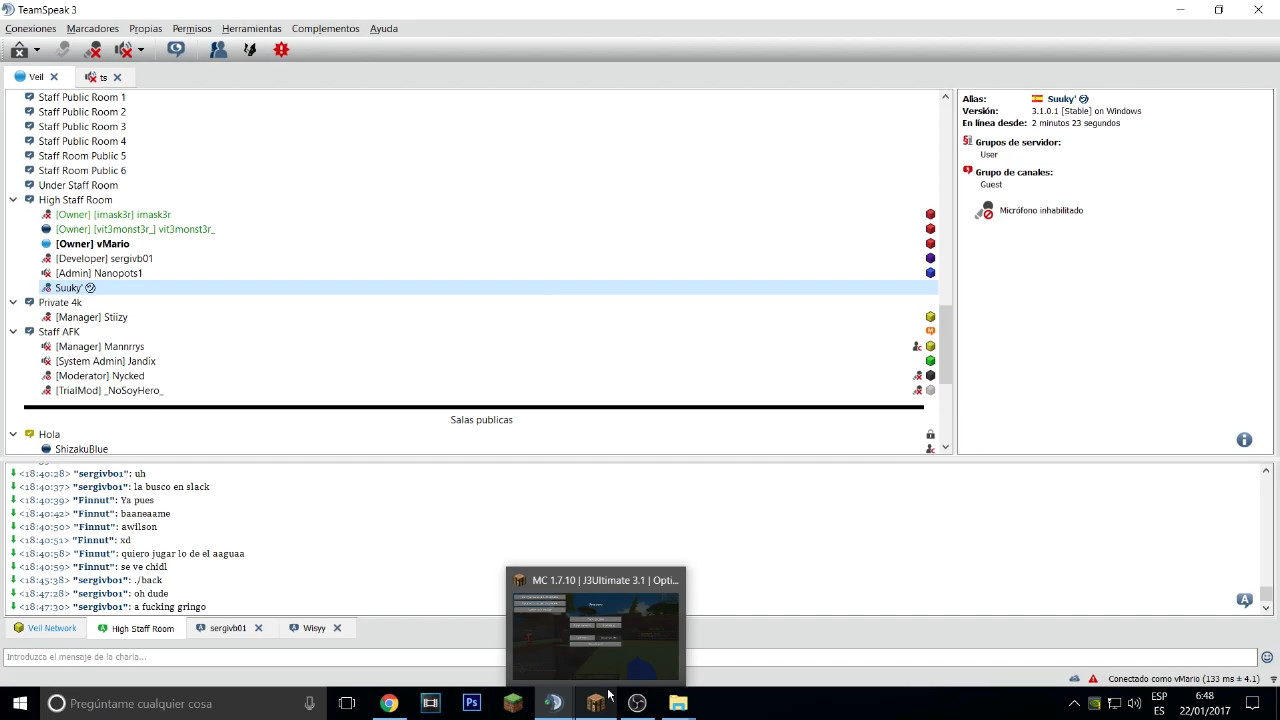 TeamSpeak 3
Conexiones Marcadores Propias Permisos Herramientas Complementos Ayuda
Veil ts
Staff Public Room 1
Staff Public Room 2
Staff Public Room 3
Staff Public Room 4
Staff Room Public 5
Staff Room Public 6
Under Staff Room
High Staff Room
[Owner] [imask3r] imask3r
[Owner] [vit3monst3r_] vit3monst3r_
[Owner] vMario
[Developer] sergivb01
[Admin] Nanopots1
Suuky'
Private 4k
[Manager] Stiizy
Staff AFK
[Manager] Mannrrys
[System Admin] Jandix
[Moderator] Nycked
[TrialMod] _NoSoyHero_
Salas publicas
Hola
ShizakuBlue
Alias: Suuky'
Versión: 3.1.0.1 [Stable] on Windows
En línea desde: 2 minutos 23 segundos
Grupos de servidor:
User
Grupo de canales:
Guest
Micrófono inhabilitado
<18:40:28> "sergivb01": uh
<18:40:37> "sergivb01": la busco en slack
<18:40:39> "Finnut": Ya pues
<18:40:42> "Finnut": baaneaame
<18:40:50> "Finnut": awilson
<18:40:51> "Finnut": xd
<18:40:58> "Finnut": quiero jugar lo de el aaguaa
<18:40:58> "Finnut": se ve chidl
<18:45:38> "sergivb01": ./back
<18:47:28> "sergivb01": oh dude
<18:47:30> "sergivb01": a fucking gringo
MC 1.7.10 | J3Ultimate 3.1 | Opti...
Veil Network High Staff Room sergivb01 Wisyy
Introduzca el mensaje de la charla...
Conectado como vMario (133 ms ± 4.1)
Pregúntame cualquier cosa
Ps
ESP
ES
6:48
22/01/2017